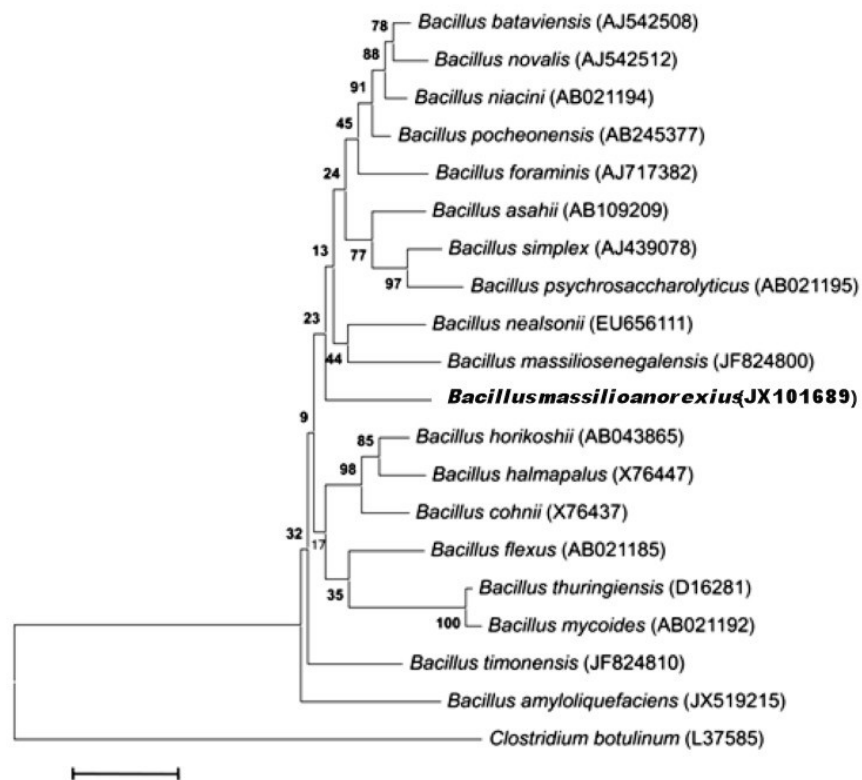 78
Bacillus bataviensis (AJ542508)
88
Bacillus novalis (AJ542512)
91
Bacillus niacini (AB021194)
45
Bacillus pocheonensis (AB245377)
24
Bacillus foraminis (AJ717382)
Bacillus asahii (AB109209)
13
77
Bacillus simplex (AJ439078)
97
Bacillus psychrosaccharolyticus (AB021195)
23
Bacillus nealsonii (EU656111)
44
Bacillus massiliosenegalensis (JF824800)
Bacillus massilioanorexius (JX101689)
9
85
Bacillus horikoshii (AB043865)
98
Bacillus halmapalus (X76447)
Bacillus cohnii (X76437)
32
17
Bacillus flexus (AB021185)
35
Bacillus thuringiensis (D16281)
100
Bacillus mycoides (AB021192)
Bacillus timonensis (JF824810)
Bacillus amyloliquefaciens (JX519215)
Clostridium botulinum (L37585)